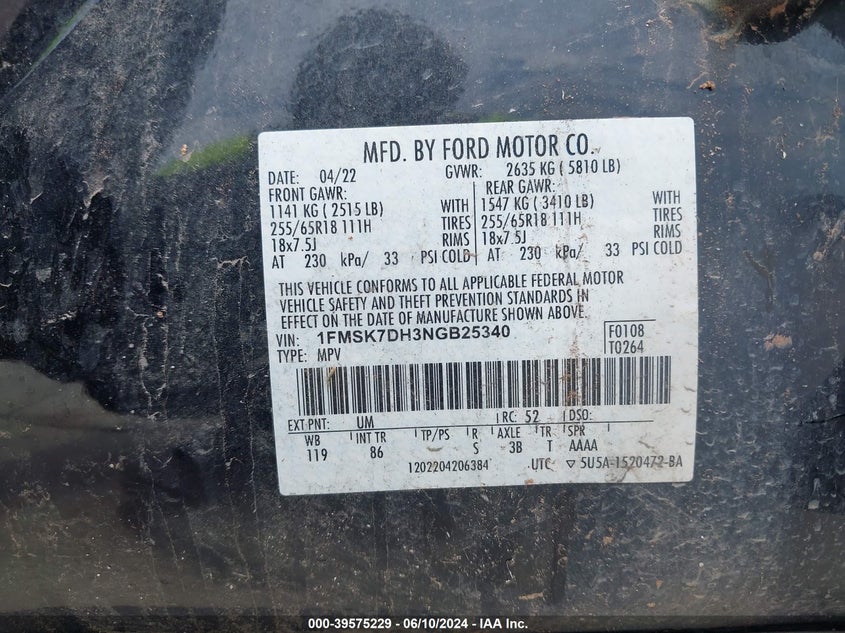 MFD. BY FORD MOTOR CO.
DATE: 04/22 GVWR: 2635 KG ( 5810 LB)
FRONT GAWR: REAR GAWR:
1141 KG ( 2515 LB) WITH 1547 KG ( 3410 LB) WITH
255/65R18 111H TIRES 255/65R18 111H TIRES
18x7.5J RIMS 18x7.5J RIMS
AT 230 kPa/ 33 PSI COLD AT 230 kPa/ 33 PSI COLD
THIS VEHICLE CONFORMS TO ALL APPLICABLE FEDERAL MOTOR
VEHICLE SAFETY AND THEFT PREVENTION STANDARDS IN
EFFECT ON THE DATE OF MANUFACTURE SHOWN ABOVE.
VIN: 1FMSK7DH3NGB25340 F0108
TYPE: MPV T0264
EXT PNT: UM RC: 52 DSO:
WB INT TR TP/PS R AXLE TR SPR
119 86 S 3B T AAAA
1202204206384 UTC ▽ 5U5A-1520472-BA
000-39575229 - 06/10/2024 - IAA Inc.